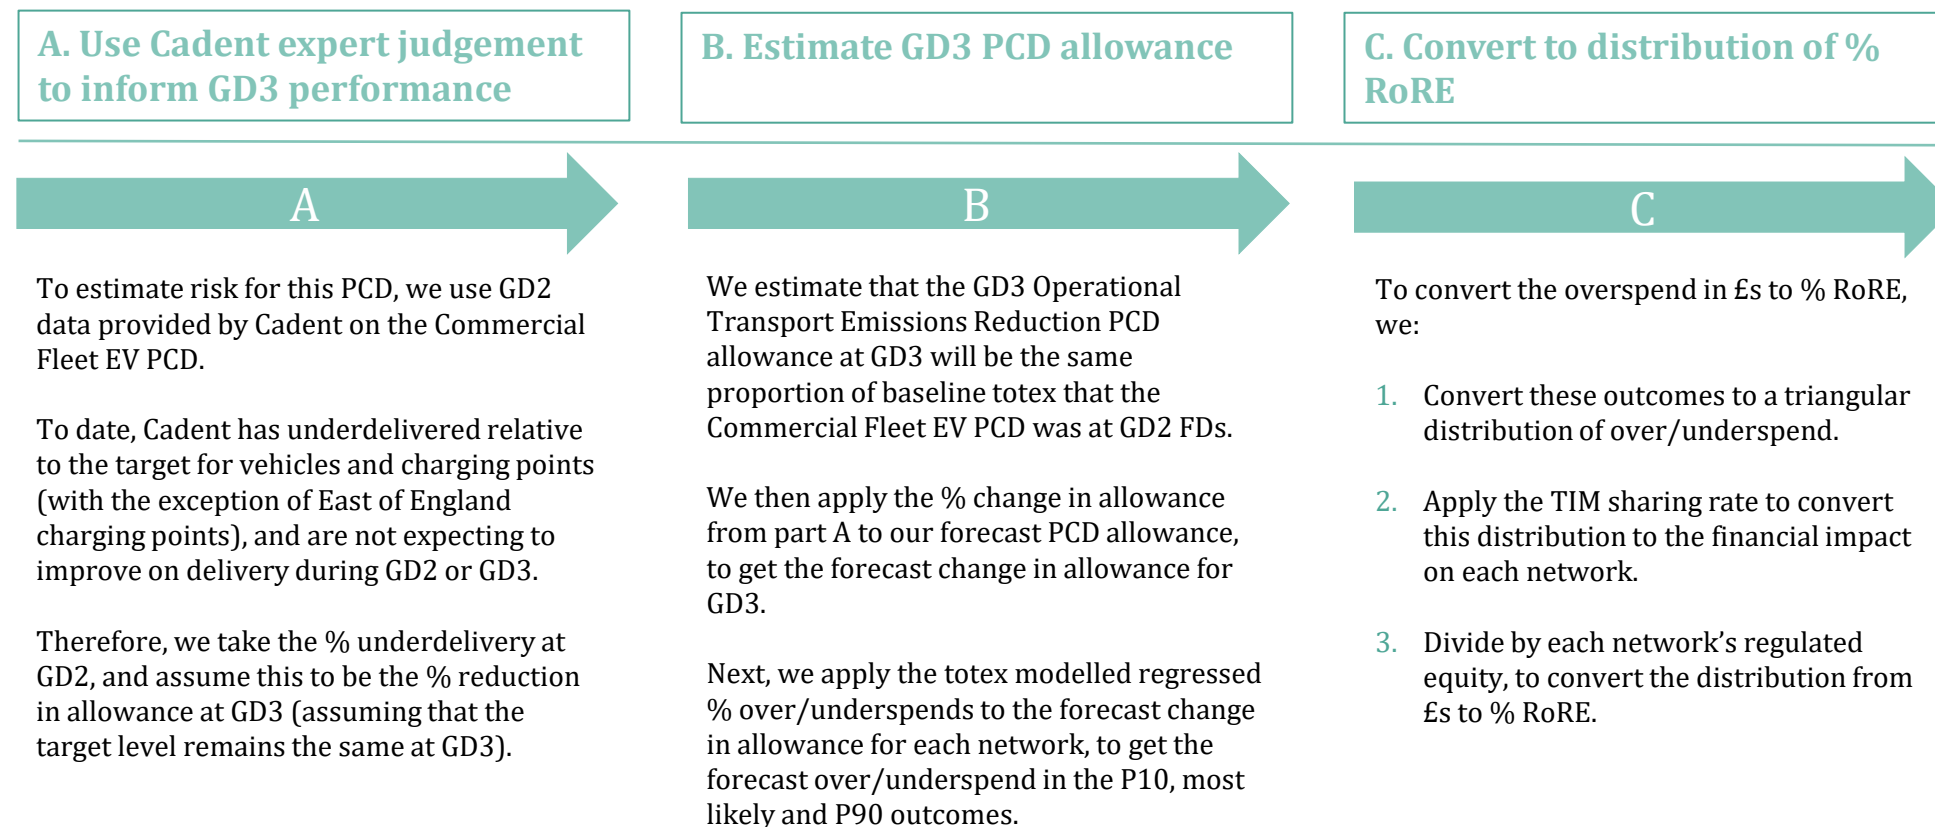 A. Use Cadent expert judgement
to inform GD3 performance
A
To estimate risk for this PCD, we use GD2
data provided by Cadent on the Commercial
Fleet EV PCD.
To date, Cadent has underdelivered relative
to the target for vehicles and charging points
(with the exception of East of England
charging points), and are not expecting to
improve on delivery during GD2 or GD3.
Therefore, we take the % underdelivery at
GD2, and assume this to be the % reduction
in allowance at GD3 (assuming that the
target level remains the same at GD3).
B. Estimate GD3 PCD allowance
B
We estimate that the GD3 Operational
Transport Emissions Reduction PCD
allowance at GD3 will be the same
proportion of baseline totex that the
Commercial Fleet EV PCD was at GD2 FDs.
We then apply the % change in allowance
from part A to our forecast PCD allowance,
to get the forecast change in allowance for
GD3.
Next, we apply the totex modelled regressed
% over/underspends to the forecast change
in allowance for each network, to get the
forecast over/underspend in the P10, most
likely and P90 outcomes.
C. Convert to distribution of %
RoRE
C
To convert the overspend in £s to % RoRE,
we:
1. Convert these outcomes to a triangular
distribution of over/underspend.
2. Apply the TIM sharing rate to convert
this distribution to the financial impact
on each network.
3. Divide by each network’s regulated
equity, to convert the distribution from
£s to % RoRE.